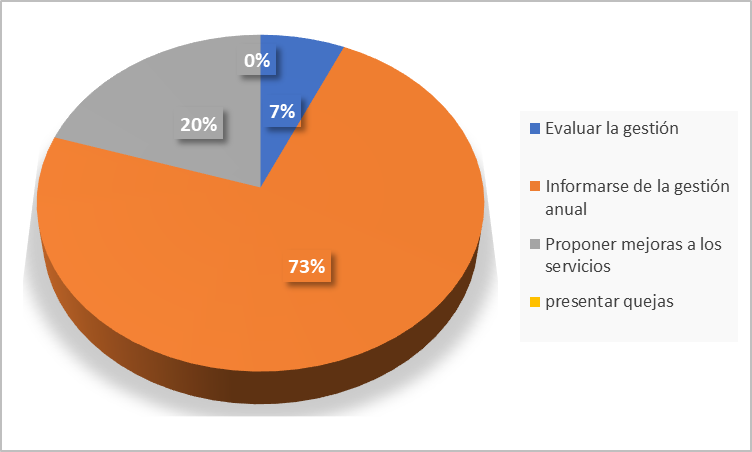 0%
7%
20%
73%
Evaluar la gestión
Informarse de la gestión
anual
Proponer mejoras a los
servicios
presentar quejas